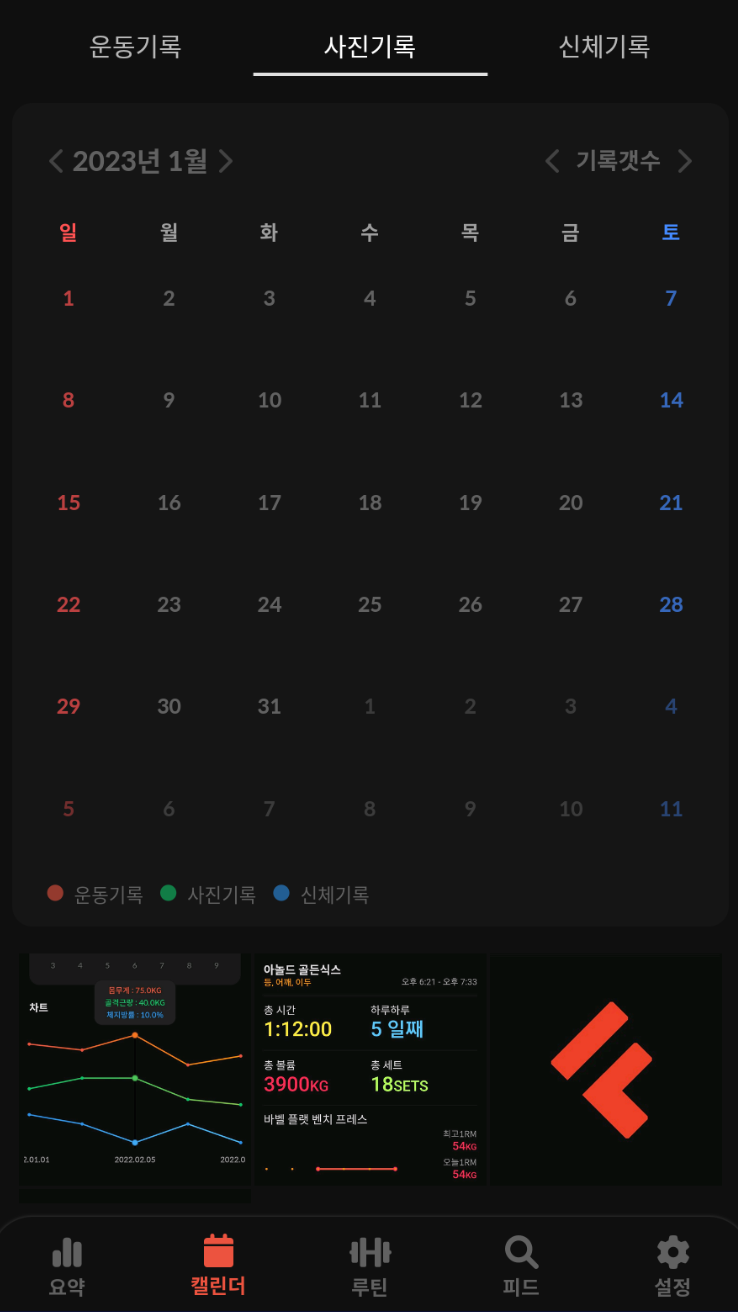 운동기록 사진기록 신체기록
2023년 1월 기록갯수
일 월 화 수 목 금 토
1 2 3 4 5 6 7
8 9 10 11 12 13 14
15 16 17 18 19 20 21
22 23 24 25 26 27 28
29 30 31 1 2 3 4
5 6 7 8 9 10 11
운동기록 사진기록 신체기록
3 4 5 6 7 8 9
몸무게 : 75.0KG
골격근량 : 40.0KG
체지방률 : 10.0%
차트
2.01.01 2022.02.05 2022.0
아놀드 골든식스
등, 어깨, 이두
오후 6:21 - 오후 7:33
총 시간 하루하루
1:12:00 5 일째
총 볼륨 총 세트
3900KG 18SETS
바벨 플랫 벤치 프레스
최고1RM
54KG
오늘1RM
54KG
요약 캘린더 루틴 피드 설정